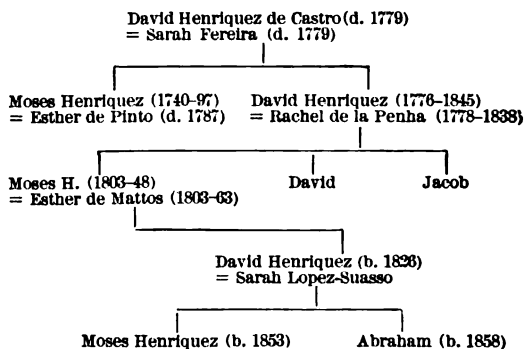 David Henriquez de Castro (d. 1779)
= Sarah Fereira (d. 1779)
Moses Henriquez (1740–97)
= Esther de Pinto (d. 1787)
David Henriquez (1776–1845)
= Rachel de la Penha (1778–1838)
Moses H. (1803–48)
= Esther de Mattos (1803–63)
David
Jacob
David Henriquez (b. 1826)
= Sarah Lopez-Suasso
Moses Henriquez (b. 1853)
Abraham (b. 1858)